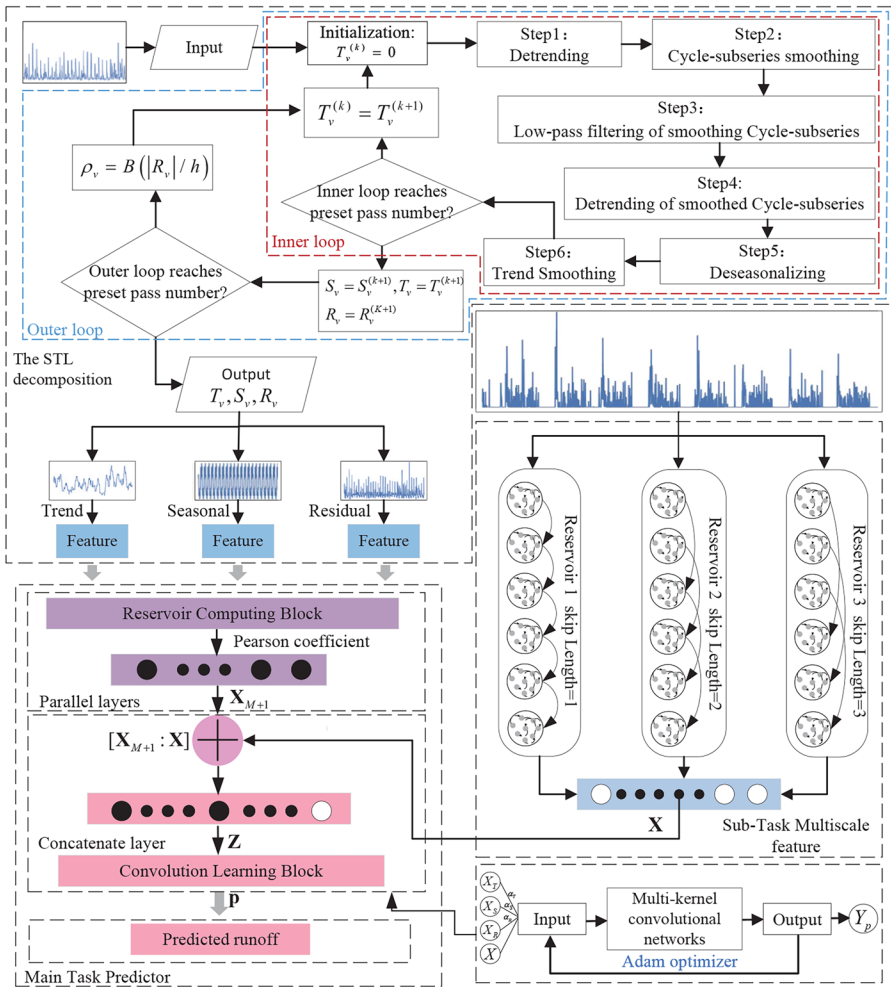 Input
Initialization:
T_v^(k) = 0
Step1:
Detrending
Step2:
Cycle-subseries smoothing
Step3:
Low-pass filtering of smoothing Cycle-subseries
Step4:
Detrending of smoothed Cycle-subseries
Step5:
Deseasonalizing
Step6:
Trend Smoothing
T_v^(k) = T_v^(k+1)
Inner loop reaches
preset pass number?
Inner loop
ρ_v = B(|R_v|/h)
Outer loop reaches
preset pass number?
S_v = S_v^(k+1), T_v = T_v^(k+1)
R_v = R_v^(K+1)
Outer loop
The STL
decomposition
Output
T_v, S_v, R_v
Trend
Seasonal
Residual
Feature
Feature
Feature
Reservoir Computing Block
Pearson coefficient
Parallel layers
X_{M+1}
[X_{M+1} : X]
Concatenate layer
Z
Convolution Learning Block
p
Predicted runoff
Main Task Predictor
Reservoir 1 skip Length=1
Reservoir 2 skip Length=2
Reservoir 3 skip Length=3
X
Sub-Task Multiscale
feature
X_T
X_S
X_R
X
Input
Multi-kernel
convolutional
networks
Output
Y_p
Adam optimizer